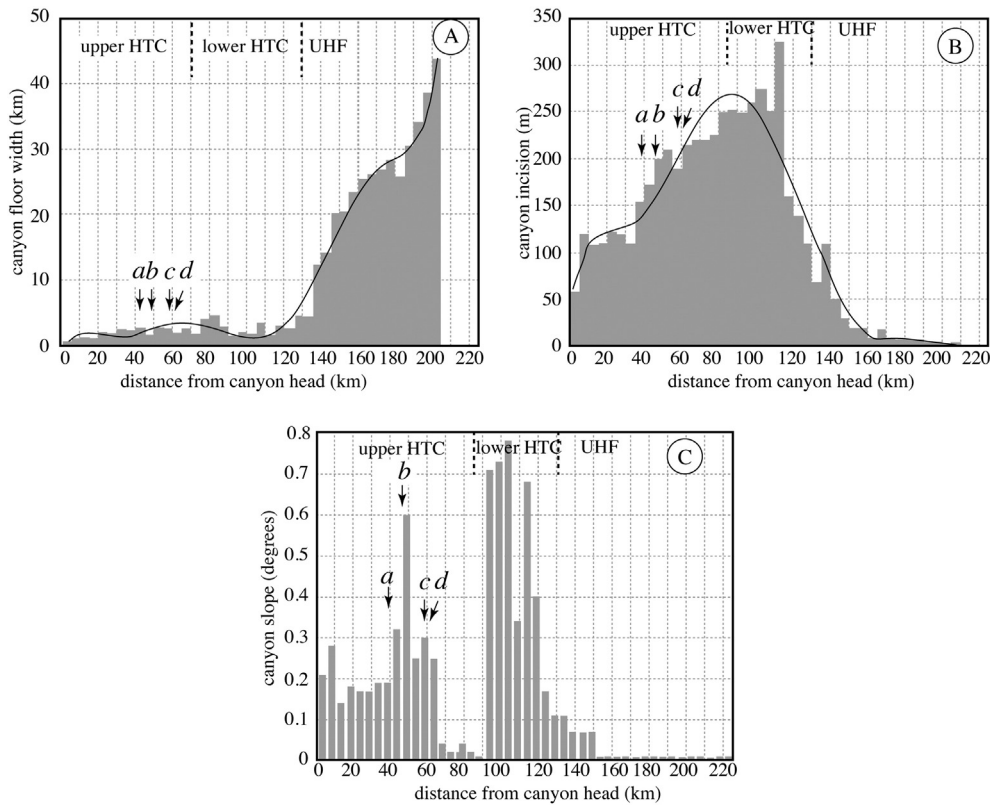 50
40
30
20
10
0
canyon floor width (km)
upper HTC
lower HTC
UHF
A
a b c d
0 20 40 60 80 100 120 140 160 180 200 220
distance from canyon head (km)
350
300
250
200
150
100
50
0
canyon incision (m)
upper HTC
lower HTC
UHF
B
c d
a b
0 20 40 60 80 100 120 140 160 180 200 220
distance from canyon head (km)
0.8
0.7
0.6
0.5
0.4
0.3
0.2
0.1
0
canyon slope (degrees)
upper HTC
lower HTC
UHF
C
b
a
c d
0 20 40 60 80 100 120 140 160 180 200 220
distance from canyon head (km)